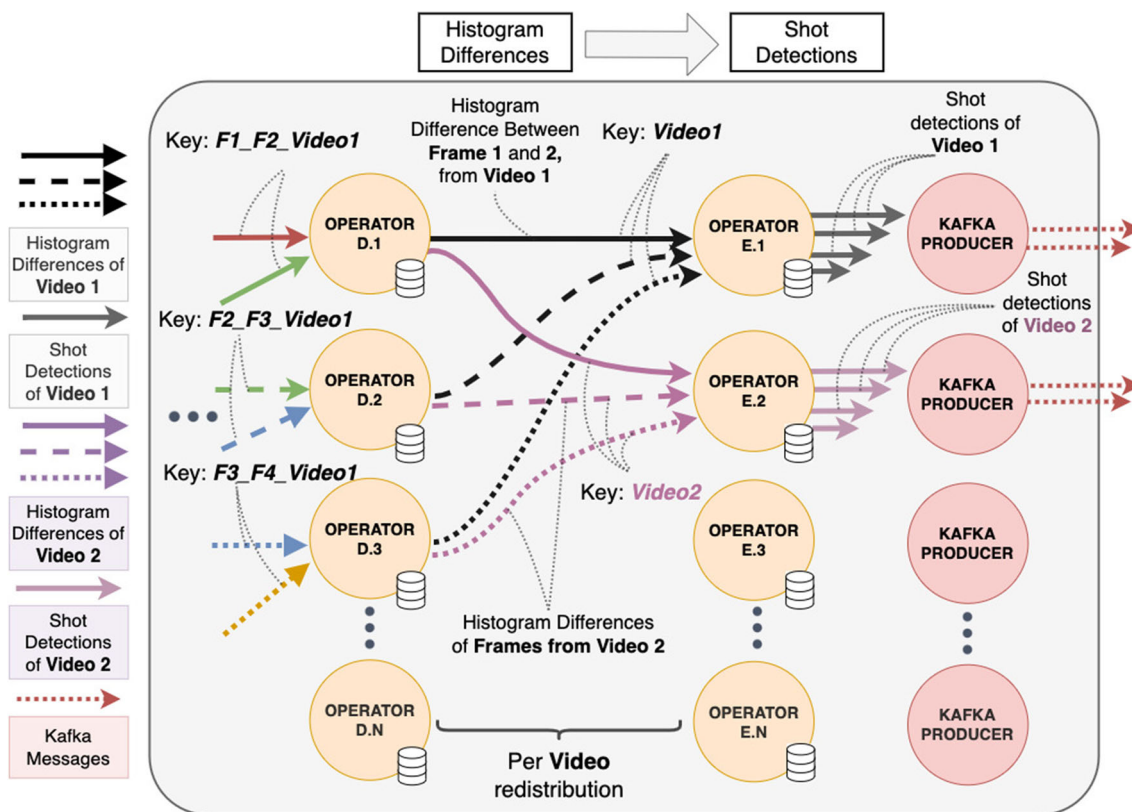 Histogram
Differences
Shot
Detections
Histogram
Differences of
Video 1
Shot
Detections
of Video 1
Histogram
Differences of
Video 2
Shot
Detections
of Video 2
Kafka
Messages
Key: F1_F2_Video1
Histogram
Difference Between
Frame 1 and 2,
from Video 1
Key: Video1
Shot
detections of
Video 1
OPERATOR
D.1
OPERATOR
E.1
KAFKA
PRODUCER
Key: F2_F3_Video1
Shot
detections
of Video 2
OPERATOR
D.2
OPERATOR
E.2
KAFKA
PRODUCER
Key: F3_F4_Video1
Key: Video2
OPERATOR
D.3
OPERATOR
E.3
KAFKA
PRODUCER
Histogram Differences
of Frames from Video 2
OPERATOR
D.N
OPERATOR
E.N
KAFKA
PRODUCER
Per Video
redistribution